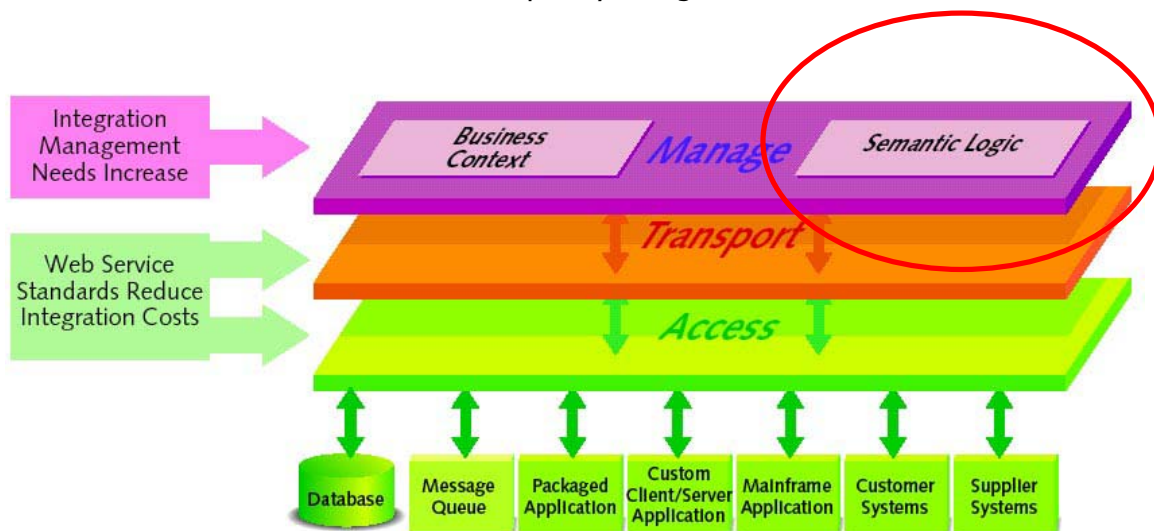 Integration
Management
Needs Increase
Business
Context
Manage
Semantic Logic
Web Service
Standards Reduce
Integration Costs
Transport
Access
Database
Message
Queue
Packaged
Application
Custom
Client/Server
Application
Mainframe
Application
Customer
Systems
Supplier
Systems